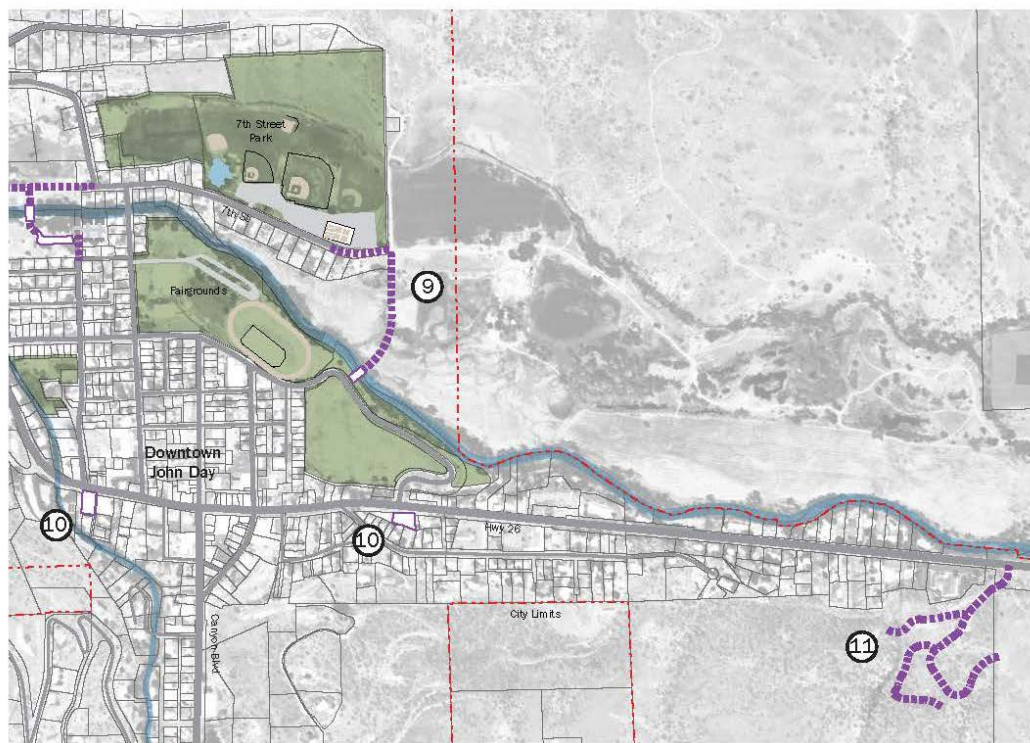 7th Street
Park
7th St
9
Fairgrounds
Downtown
John Day
10
10
Hwy 26
City Limits
Canyon Blvd
11